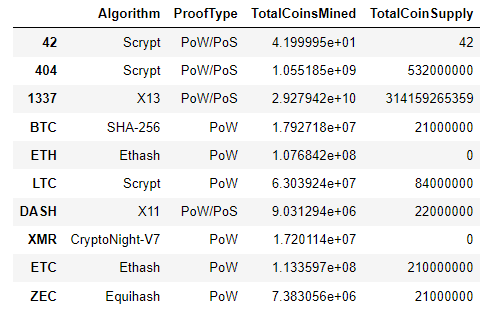 Algorithm ProofType TotalCoinsMined TotalCoinSupply
42 Scrypt PoW/PoS 4.199995e+01 42
404 Scrypt PoW/PoS 1.055185e+09 532000000
1337 X13 PoW/PoS 2.927942e+10 314159265359
BTC SHA-256 PoW 1.792718e+07 21000000
ETH Ethash PoW 1.076842e+08 0
LTC Scrypt PoW 6.303924e+07 84000000
DASH X11 PoW/PoS 9.031294e+06 22000000
XMR CryptoNight-V7 PoW 1.720114e+07 0
ETC Ethash PoW 1.133597e+08 210000000
ZEC Equihash PoW 7.383056e+06 21000000